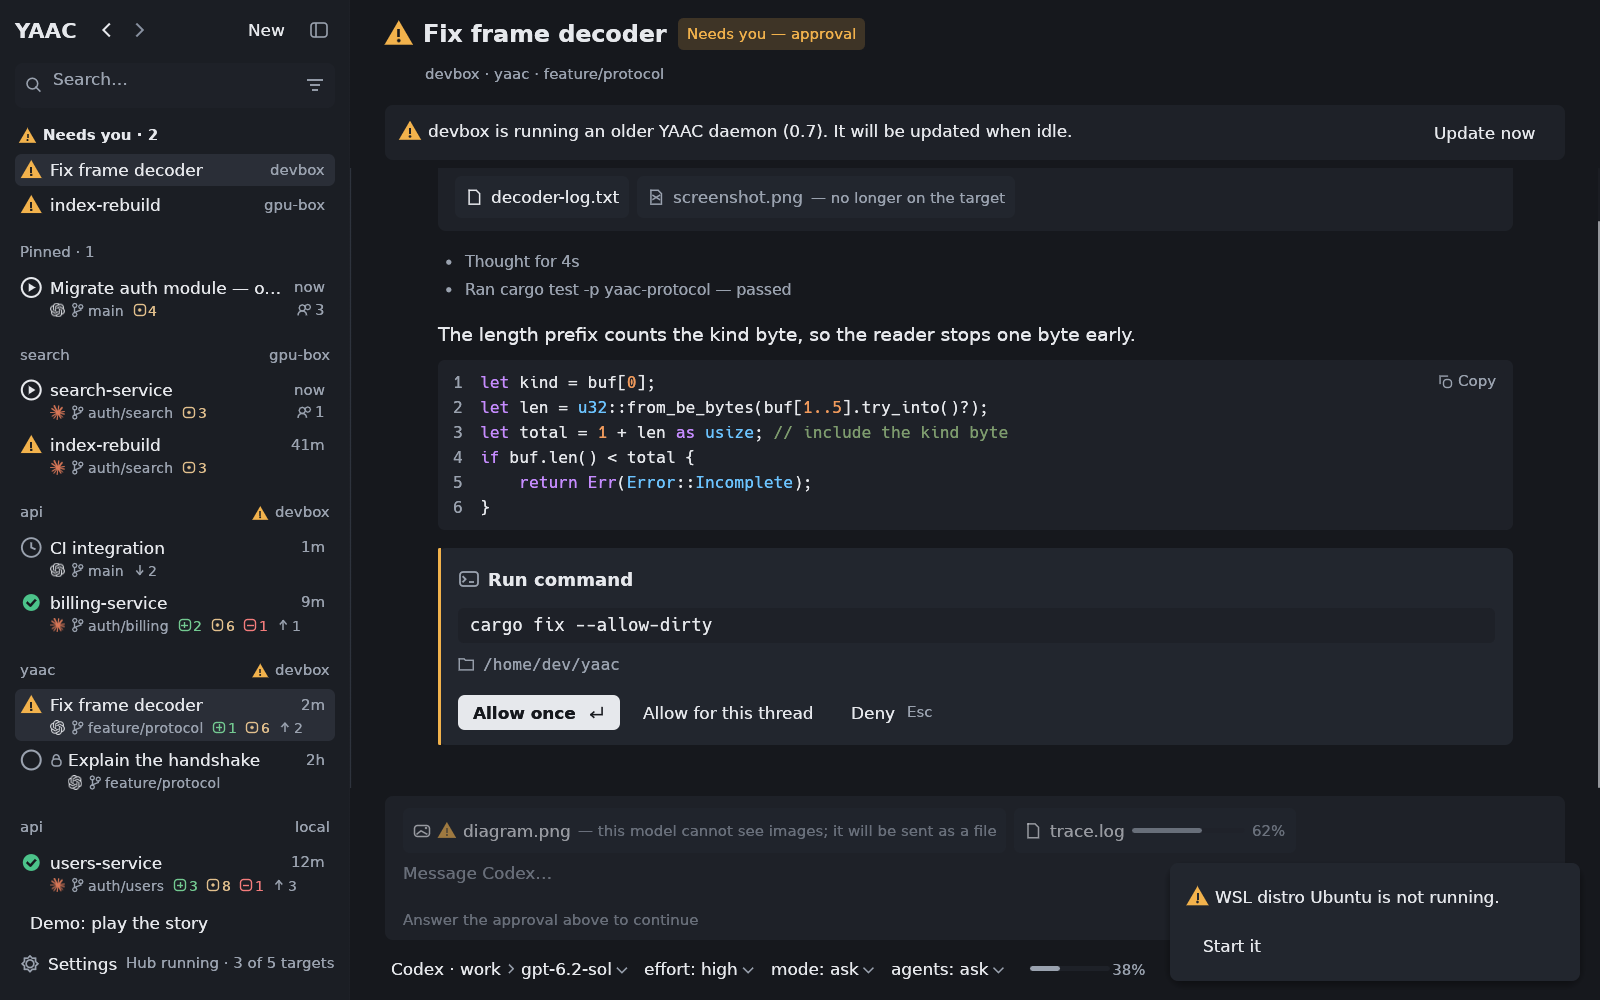 YAAC
New
Search...
Needs you · 2
Fix frame decoder devbox
index-rebuild gpu-box
Pinned · 1
Migrate auth module — o... now
main 4 3
search gpu-box
search-service now
auth/search 3 1
index-rebuild 41m
auth/search 3
api devbox
CI integration 1m
main ↓2
billing-service 9m
auth/billing 2 6 1 ↑1
yaac devbox
Fix frame decoder 2m
feature/protocol 1 6 ↑2
Explain the handshake 2h
feature/protocol
api local
users-service 12m
auth/users 3 8 1 ↑3
Demo: play the story
Settings Hub running · 3 of 5 targets
Fix frame decoder Needs you — approval
devbox · yaac · feature/protocol
devbox is running an older YAAC daemon (0.7). It will be updated when idle. Update now
decoder-log.txt screenshot.png — no longer on the target
• Thought for 4s
• Ran cargo test -p yaac-protocol — passed
The length prefix counts the kind byte, so the reader stops one byte early.
Copy
1 let kind = buf[0];
2 let len = u32::from_be_bytes(buf[1..5].try_into()?);
3 let total = 1 + len as usize; // include the kind byte
4 if buf.len() < total {
5     return Err(Error::Incomplete);
6 }
Run command
cargo fix --allow-dirty
/home/dev/yaac
Allow once ↵ Allow for this thread Deny Esc
diagram.png — this model cannot see images; it will be sent as a file trace.log 62%
Message Codex...
Answer the approval above to continue
Codex · work › gpt-6.2-sol effort: high mode: ask agents: ask 38%
WSL distro Ubuntu is not running.
Start it